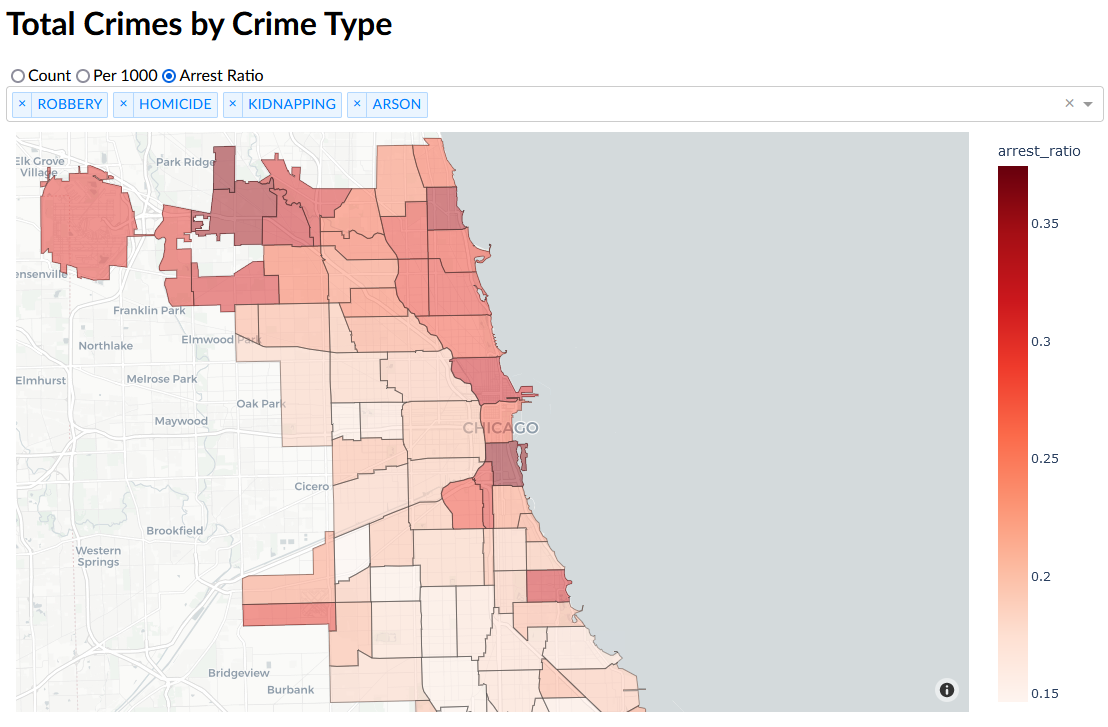 Total Crimes by Crime Type
Count Per 1000 Arrest Ratio
× ROBBERY × HOMICIDE × KIDNAPPING × ARSON ×
arrest_ratio
Elk Grove
Village
Park Ridge
0.35
ensenville
Franklin Park
0.3
Northlake
Elmwood Park
Elmhurst
Melrose Park
Oak Park
Maywood
CHICAGO
0.25
Cicero
Brookfield
Western
Springs
0.2
Bridgeview
Burbank
0.15